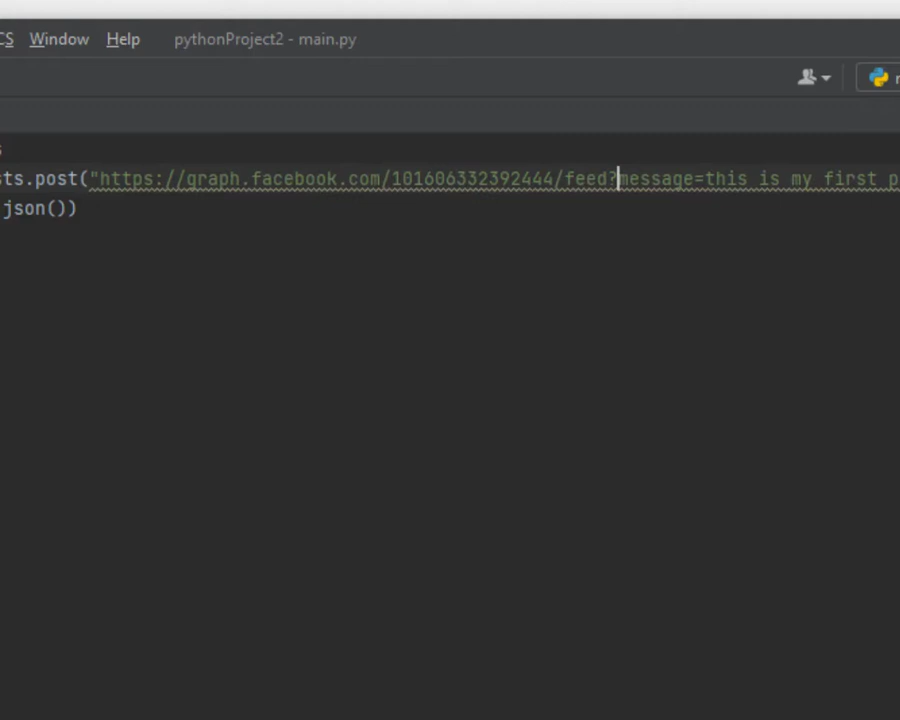 CS Window Help pythonProject2 - main.py
sts.post("https://graph.facebook.com/101606332392444/feed?message=this is my first p
json())